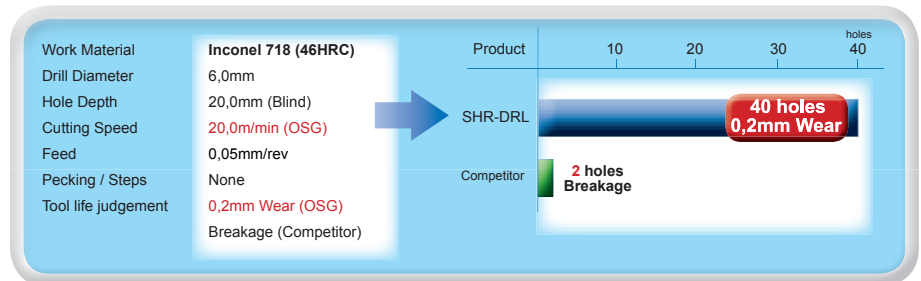 Work Material Inconel 718 (46HRC)
Drill Diameter 6,0mm
Hole Depth 20,0mm (Blind)
Cutting Speed 20,0m/min (OSG)
Feed 0,05mm/rev
Pecking / Steps None
Tool life judgement 0,2mm Wear (OSG)
Breakage (Competitor)
holes
Product 10 20 30 40
SHR-DRL
40 holes
0,2mm Wear
Competitor
2 holes
Breakage